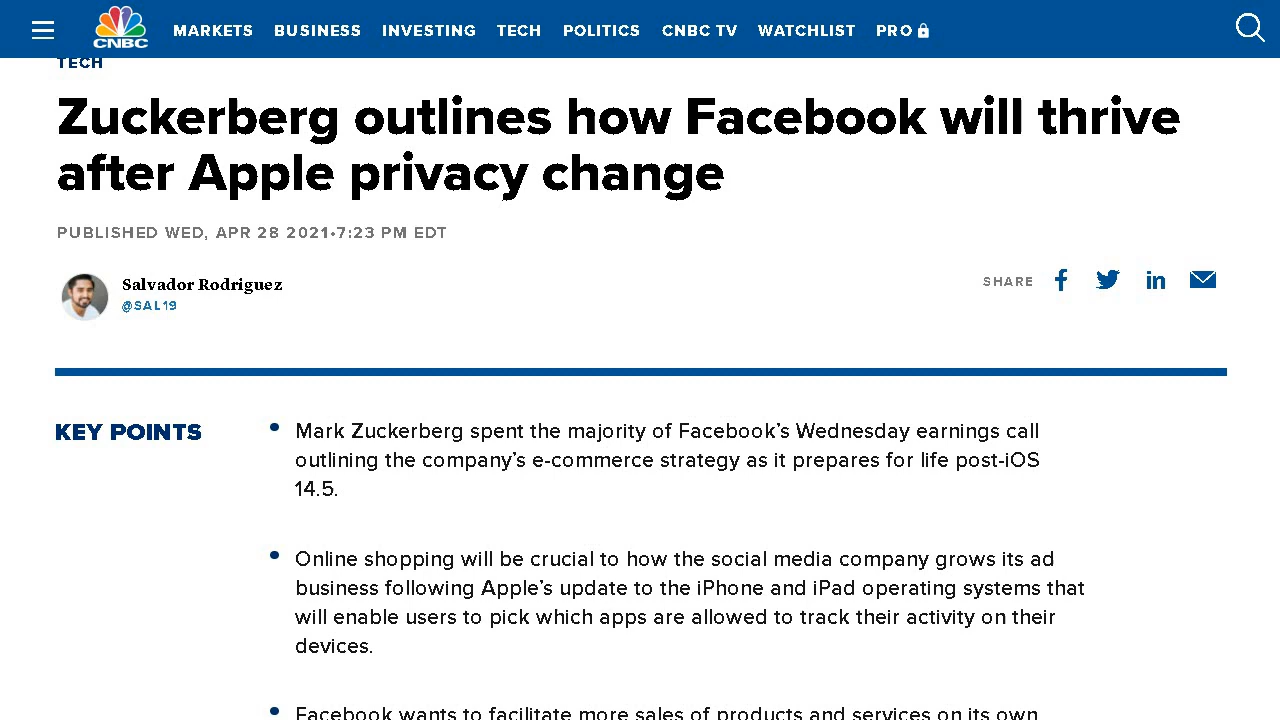 CNBC MARKETS BUSINESS INVESTING TECH POLITICS CNBC TV WATCHLIST PRO
TECH
Zuckerberg outlines how Facebook will thrive
after Apple privacy change
PUBLISHED WED, APR 28 2021•7:23 PM EDT
Salvador Rodriguez
@SAL19
SHARE
KEY POINTS
• Mark Zuckerberg spent the majority of Facebook’s Wednesday earnings call
outlining the company’s e-commerce strategy as it prepares for life post-iOS
14.5.
• Online shopping will be crucial to how the social media company grows its ad
business following Apple’s update to the iPhone and iPad operating systems that
will enable users to pick which apps are allowed to track their activity on their
devices.
• Facebook wants to facilitate more sales of products and services on its own